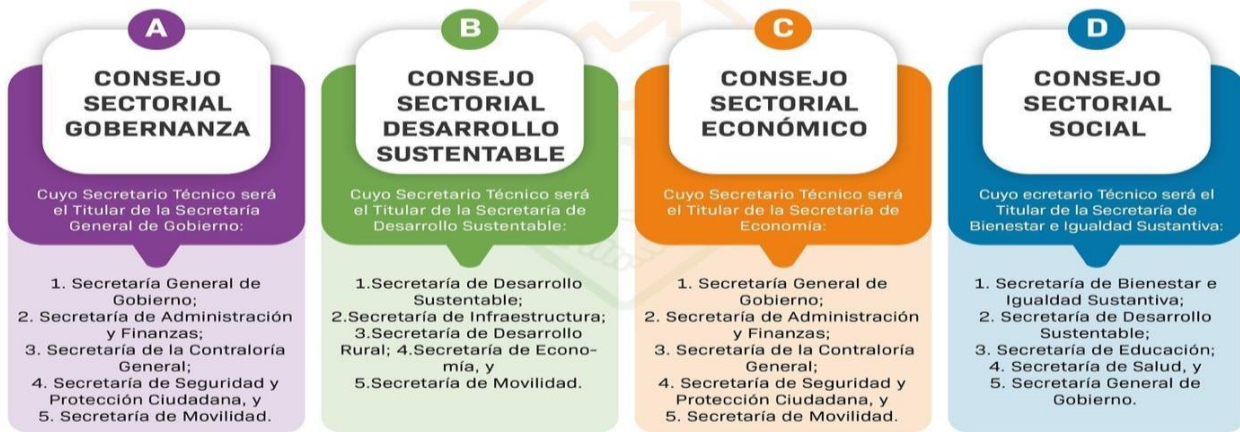 A
CONSEJO
SECTORIAL
GOBERNANZA
Cuyo Secretario Técnico será
el Titular de la Secretaría
General de Gobierno:
1. Secretaría General de
Gobierno;
2. Secretaría de Administración
y Finanzas;
3. Secretaría de la Contraloría
General;
4. Secretaría de Seguridad y
Protección Ciudadana, y
5. Secretaría de Movilidad.
B
CONSEJO
SECTORIAL
DESARROLLO
SUSTENTABLE
Cuyo Secretario Técnico será
el Titular de la Secretaría de
Desarrollo Sustentable:
1.Secretaría de Desarrollo
Sustentable;
2.Secretaría de Infraestructura;
3.Secretaría de Desarrollo
Rural; 4.Secretaría de Econo-
mía, y
5.Secretaría de Movilidad.
C
CONSEJO
SECTORIAL
ECONÓMICO
Cuyo Secretario Técnico será
el Titular de la Secretaría de
Economía:
1. Secretaría General de
Gobierno;
2. Secretaría de Administración
y Finanzas;
3. Secretaría de la Contraloría
General;
4. Secretaría de Seguridad y
Protección Ciudadana, y
5. Secretaría de Movilidad.
D
CONSEJO
SECTORIAL
SOCIAL
Cuyo ecretario Técnico será el
Titular de la Secretaría de
Bienestar e Igualdad Sustantiva:
1. Secretaría de Bienestar e
Igualdad Sustantiva;
2. Secretaría de Desarrollo
Sustentable;
3. Secretaría de Educación;
4. Secretaría de Salud, y
5. Secretaría General de
Gobierno.